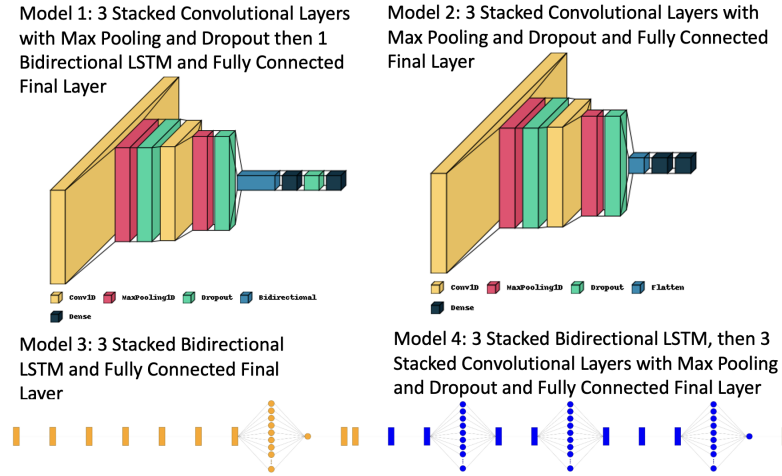 Model 1: 3 Stacked Convolutional Layers
with Max Pooling and Dropout then 1
Bidirectional LSTM and Fully Connected
Final Layer
Conv1D MaxPooling1D Dropout Bidirectional
Dense
Model 2: 3 Stacked Convolutional Layers with
Max Pooling and Dropout and Fully Connected
Final Layer
Conv1D MaxPooling1D Dropout Flatten
Dense
Model 3: 3 Stacked Bidirectional
LSTM and Fully Connected Final
Layer
Model 4: 3 Stacked Bidirectional LSTM, then 3
Stacked Convolutional Layers with Max Pooling
and Dropout and Fully Connected Final Layer